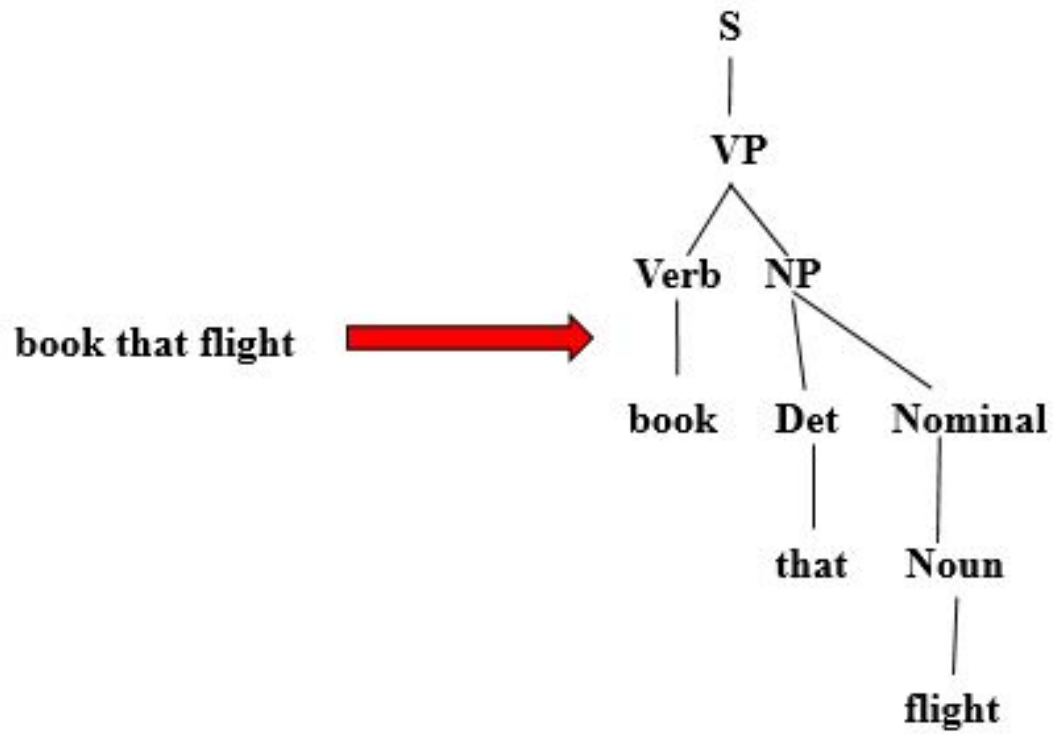 S
VP
Verb NP
book that flight
book Det Nominal
that Noun
flight